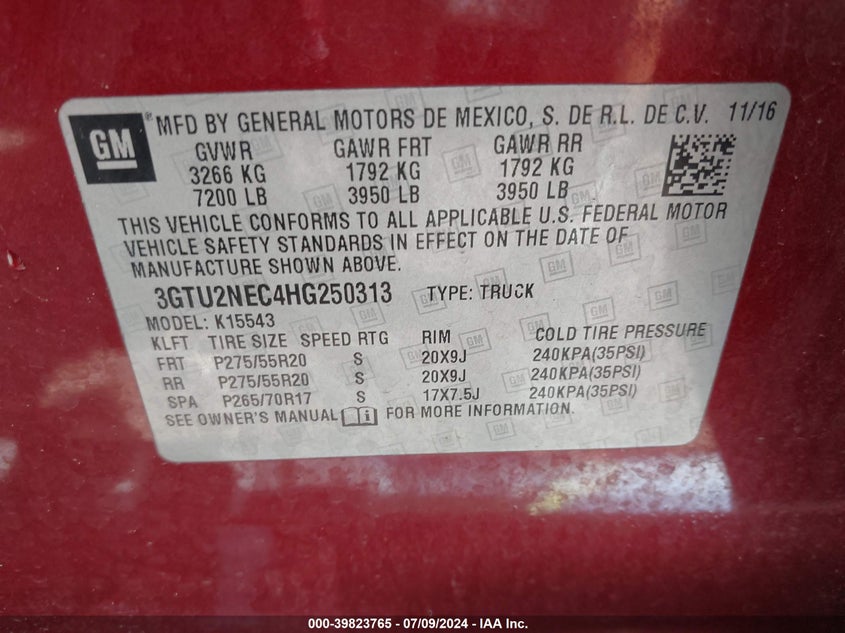 GM ® MFD BY GENERAL MOTORS DE MEXICO, S. DE R.L. DE C.V. 11/16
GVWR GAWR FRT GAWR RR
3266 KG 1792 KG 1792 KG
7200 LB 3950 LB 3950 LB
THIS VEHICLE CONFORMS TO ALL APPLICABLE U.S. FEDERAL MOTOR
VEHICLE SAFETY STANDARDS IN EFFECT ON THE DATE OF
MANUFACTURE SHOWN ABOVE.
3GTU2NEC4HG250313 TYPE: TRUCK
MODEL: K15543
KLFT TIRE SIZE SPEED RTG RIM COLD TIRE PRESSURE
FRT P275/55R20 S 20X9J 240KPA(35PSI)
RR P275/55R20 S 20X9J 240KPA(35PSI)
SPA P265/70R17 S 17X7.5J 240KPA(35PSI)
SEE OWNER'S MANUAL FOR MORE INFORMATION.
000-39823765 - 07/09/2024 - IAA Inc.